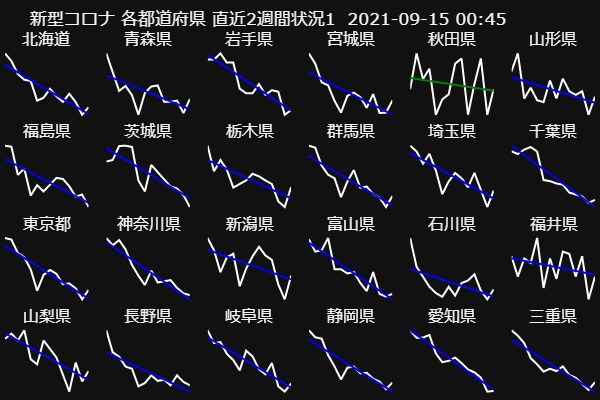 新型コロナ 各都道府県 直近2週間状況1 2021-09-15 00:45
北海道 青森県 岩手県 宮城県 秋田県 山形県
福島県 茨城県 栃木県 群馬県 埼玉県 千葉県
東京都 神奈川県 新潟県 富山県 石川県 福井県
山梨県 長野県 岐阜県 静岡県 愛知県 三重県